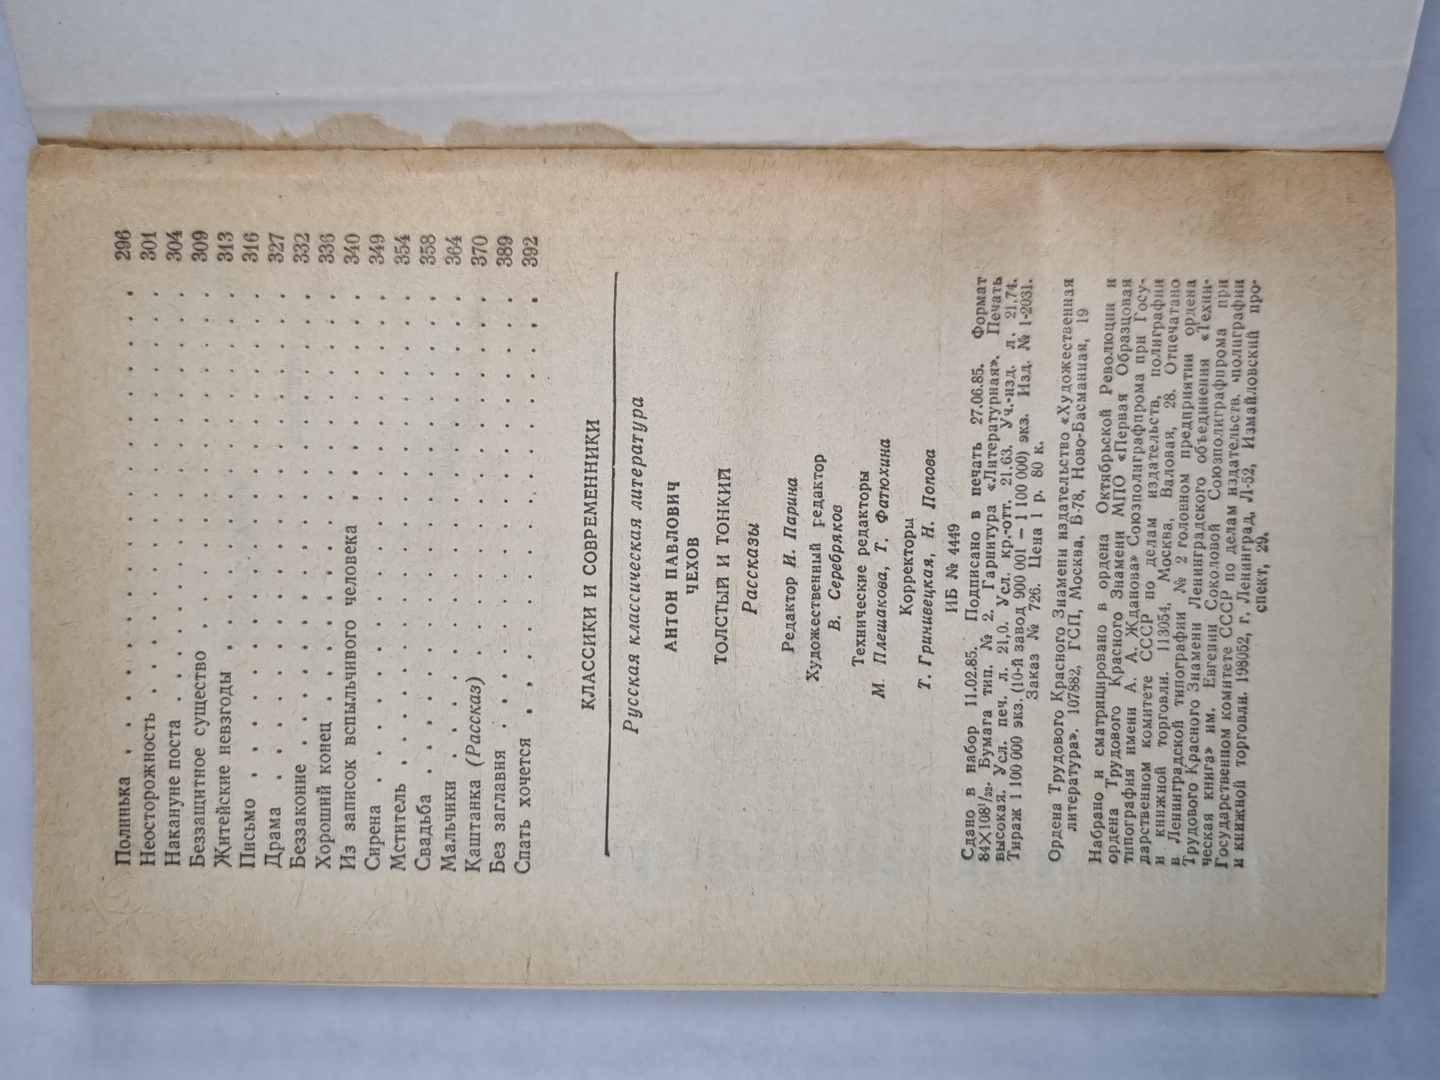 Полинька . . . . . . . . . . . . . . . . . 296
Неосторожность . . . . . . . . . . . . . . 301
Накануне поста . . . . . . . . . . . . . . 304
Беззащитное существо . . . . . . . . . . . 309
Житейские невзгоды . . . . . . . . . . . . 313
Письмо . . . . . . . . . . . . . . . . . . 316
Драма . . . . . . . . . . . . . . . . . . 327
Беззаконие . . . . . . . . . . . . . . . . 332
Хороший конец . . . . . . . . . . . . . . 336
Из записок вспыльчивого человека . . . . . 340
Сирена . . . . . . . . . . . . . . . . . . 349
Мститель . . . . . . . . . . . . . . . . . 354
Свадьба . . . . . . . . . . . . . . . . . 358
Мальчики . . . . . . . . . . . . . . . . . 364
Каштанка (Рассказ) . . . . . . . . . . . . 370
Без заглавия . . . . . . . . . . . . . . . 389
Спать хочется . . . . . . . . . . . . . . 392
КЛАССИКИ И СОВРЕМЕННИКИ
Русская классическая литература
АНТОН ПАВЛОВИЧ
ЧЕХОВ
ТОЛСТЫЙ И ТОНКИЙ
Рассказы
Редактор И. Парина
Художественный редактор
В. Серебряков
Технические редакторы
М. Плешакова, Т. Фатюхина
Корректоры
Т. Гринивецкая, Н. Попова
ИБ № 4449
Сдано в набор 11.02.85. Подписано в печать 27.06.85. Формат
84X108¹/₃₂. Бумага тип. № 2. Гарнитура «Литературная». Печать
высокая. Усл. печ. л. 21,0. Усл. кр.-отт. 21,63. Уч.-изд. л. 21,74.
Тираж 1 100 000 экз. (10-й завод 900 001 — 1 100 000) экз. Изд. № 1-2031.
Заказ № 726. Цена 1 р. 80 к.
Ордена Трудового Красного Знамени издательство «Художественная
литература». 107882, ГСП, Москва, Б-78, Ново-Басманная, 19
Набрано и сматрицировано в ордена Октябрьской Революции и
ордена Трудового Красного Знамени МПО «Первая Образцовая
типография имени А. А. Жданова» Союзполиграфпрома при Госу-
дарственном комитете СССР по делам издательств, полиграфии
и книжной торговли. 113054, Москва, Валовая, 28. Отпечатано
в Ленинградской типографии № 2 головном предприятии ордена
Трудового Красного Знамени Ленинградского объединения «Техни-
ческая книга» им. Евгении Соколовой Союзполиграфпрома при
Государственном комитете СССР по делам издательств, полиграфии
и книжной торговли. 198052, г. Ленинград, Л-52, Измайловский про-
спект, 29.